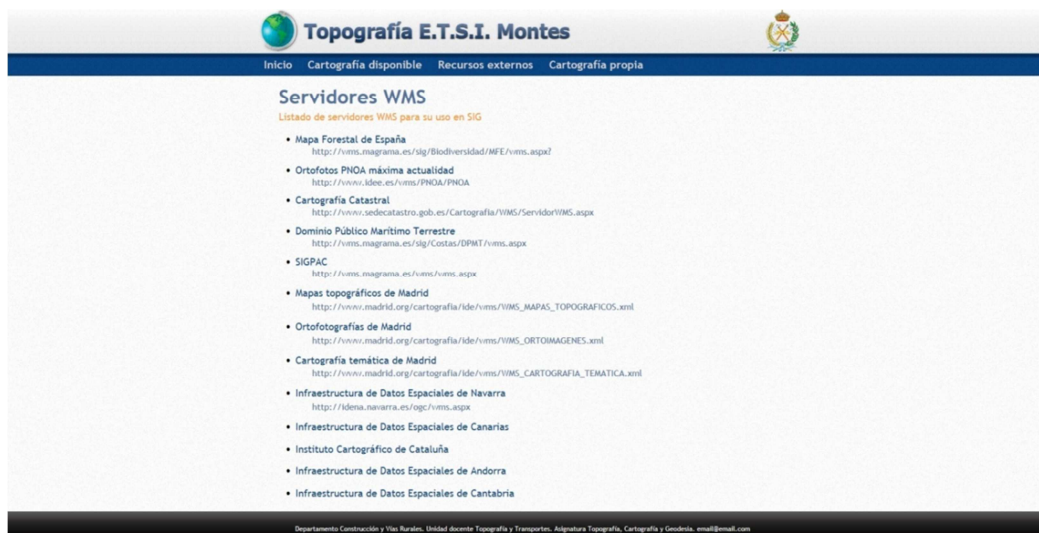 Topografía E.T.S.I. Montes
Inicio Cartografía disponible Recursos externos Cartografía propia
Servidores WMS
Listado de servidores WMS para su uso en SIG
• Mapa Forestal de España
http://wms.magrama.es/sig/Biodiversidad/MFE/wms.aspx?
• Ortofotos PNOA máxima actualidad
http://www.idee.es/wms/PNOA/PNOA
• Cartografía Catastral
http://www.sedecatastro.gob.es/Cartografia/WMS/ServidorWMS.aspx
• Dominio Público Marítimo Terrestre
http://wms.magrama.es/sig/Costas/DPMT/wms.aspx
• SIGPAC
http://wms.magrama.es/wms/wms.aspx
• Mapas topográficos de Madrid
http://www.madrid.org/cartografia/ide/wms/WMS_MAPAS_TOPOGRAFICOS.xml
• Ortofotografías de Madrid
http://www.madrid.org/cartografia/ide/wms/WMS_ORTOIMAGENES.xml
• Cartografía temática de Madrid
http://www.madrid.org/cartografia/ide/wms/WMS_CARTOGRAFIA_TEMATICA.xml
• Infraestructura de Datos Espaciales de Navarra
http://idena.navarra.es/ogc/wms.aspx
• Infraestructura de Datos Espaciales de Canarias
• Instituto Cartográfico de Cataluña
• Infraestructura de Datos Espaciales de Andorra
• Infraestructura de Datos Espaciales de Cantabria
Departamento Construcción y Vías Rurales. Unidad docente Topografía y Transportes. Asignatura Topografía, Cartografía y Geodesia. email@email.com